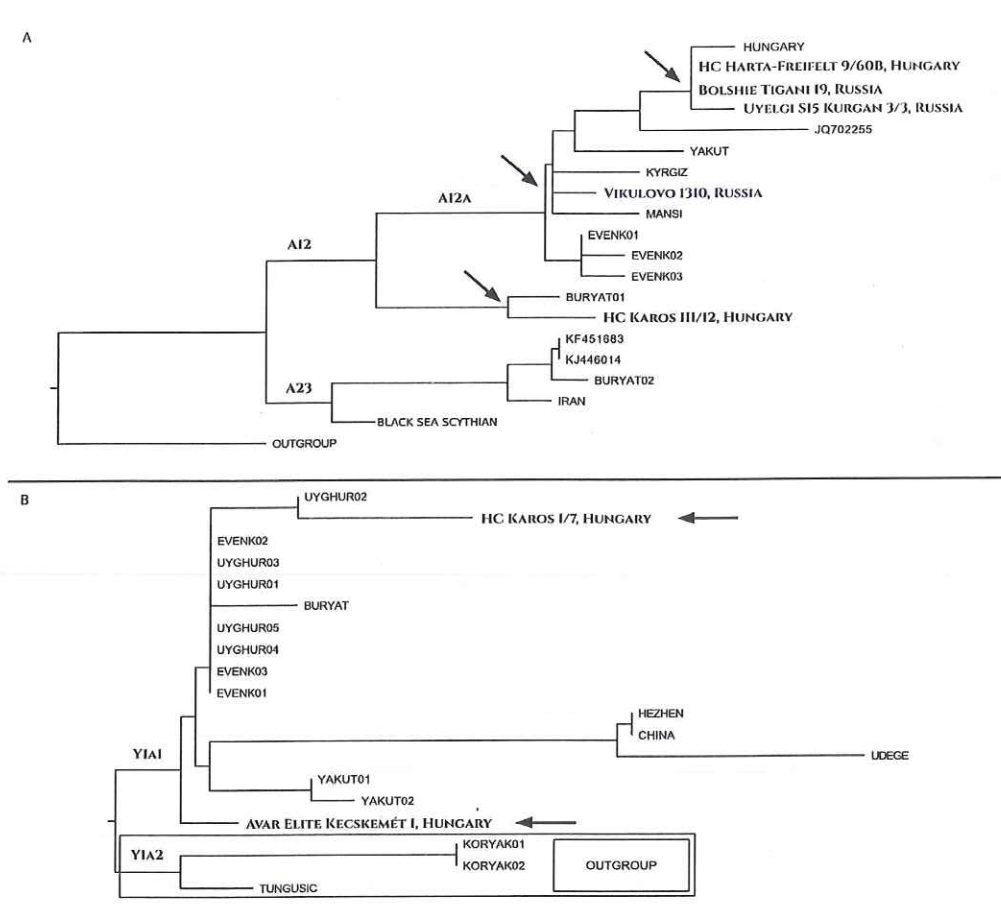 A
HUNGARY
HC HARTA-FREIFELT 9/60B, HUNGARY
BOLSHIE TIGANI 19, RUSSIA
UYELGI S15 KURGAN 3/3, RUSSIA
JQ702255
YAKUT
KYRGIZ
VIKULOVO 1310, RUSSIA
A12A
MANSI
EVENK01
A12
EVENK02
EVENK03
BURYAT01
HC KAROS III/12, HUNGARY
KF451683
KJ446014
BURYAT02
A23
IRAN
BLACK SEA SCYTHIAN
OUTGROUP
B
UYGHUR02
HC KAROS I/7, HUNGARY
EVENK02
UYGHUR03
UYGHUR01
BURYAT
UYGHUR05
UYGHUR04
EVENK03
EVENK01
HEZHEN
CHINA
Y1A1
UDEGE
YAKUT01
YAKUT02
AVAR ELITE KECSKEMÉT I, HUNGARY
KORYAK01
Y1A2
KORYAK02
OUTGROUP
TUNGUSIC